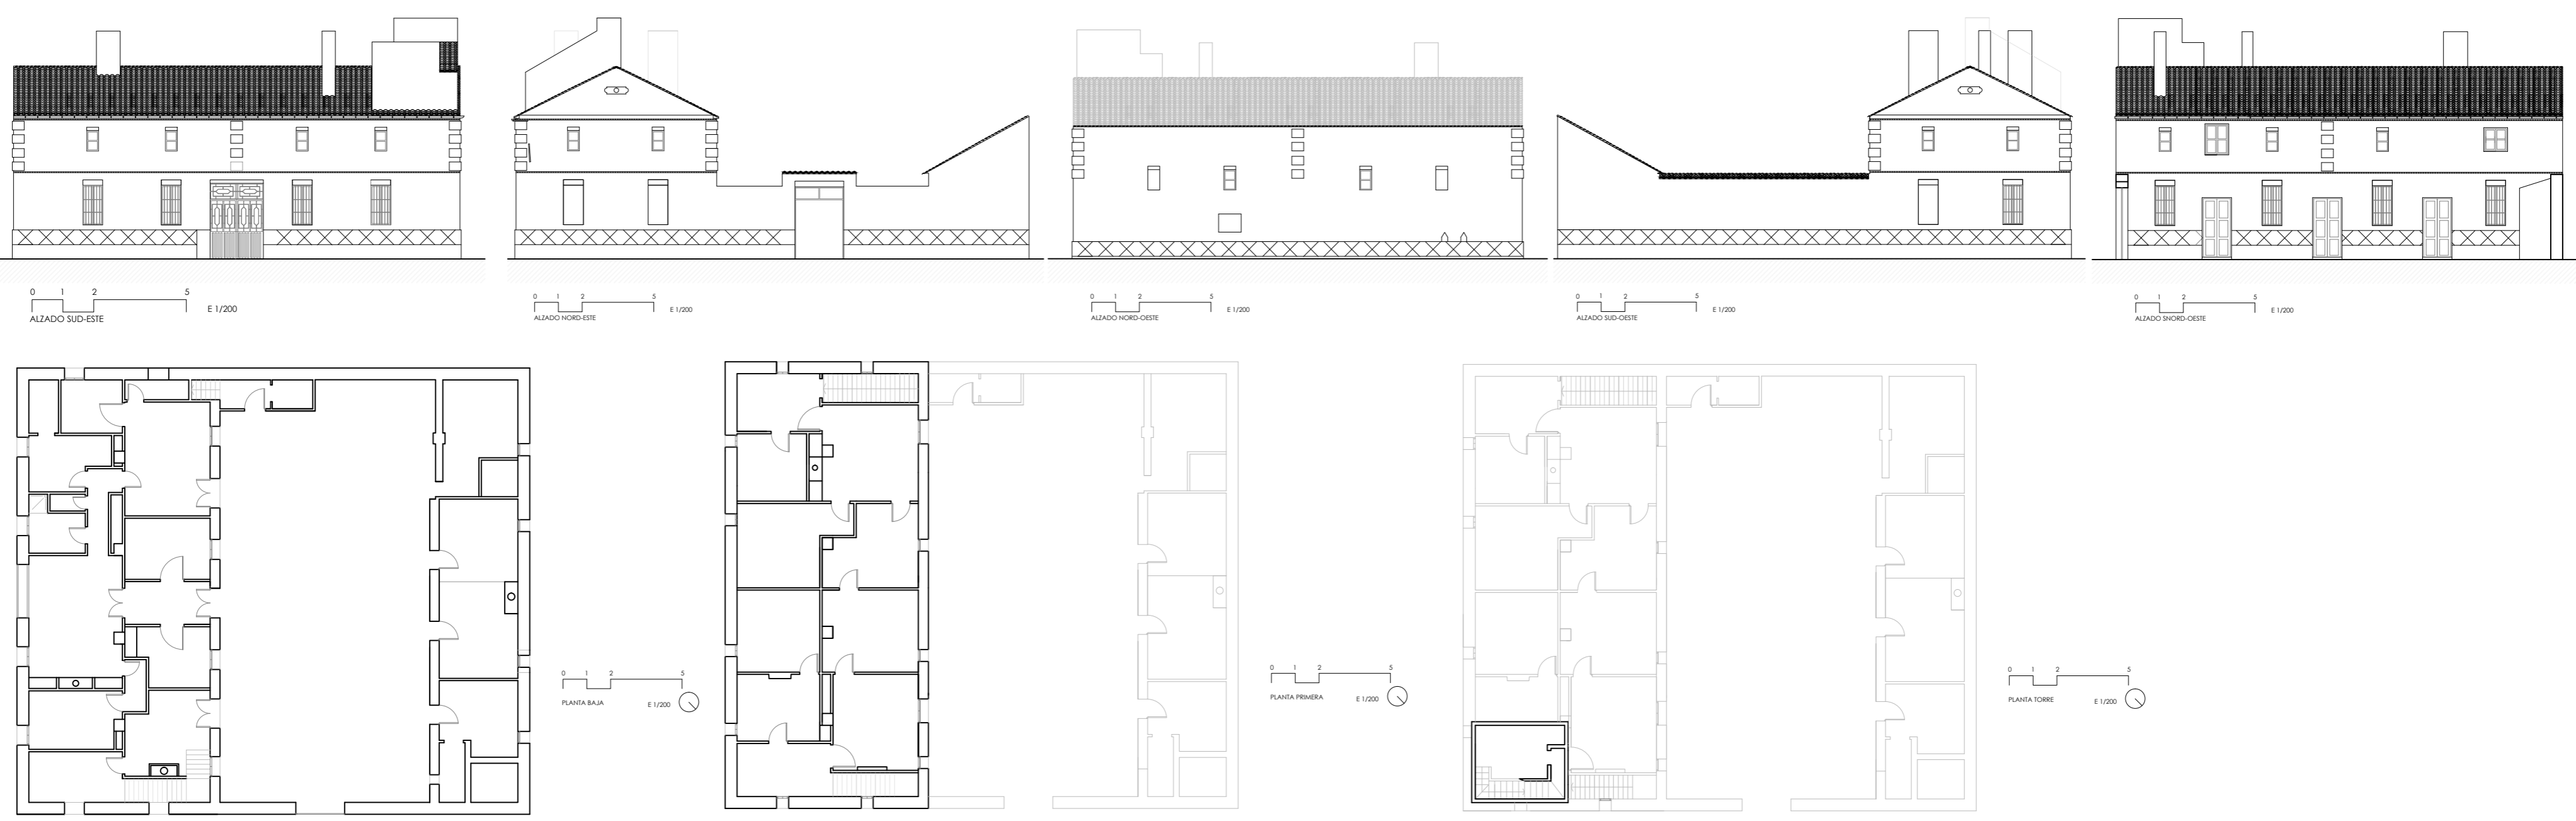 0 1 2 5
E 1/200
ALZADO SUD-ESTE
0 1 2 5
ALZADO NORD-ESTE E 1/200
0 1 2 5
ALZADO NORD-OESTE E 1/200
0 1 2 5
ALZADO SUD-OESTE E 1/200
0 1 2 5
ALZADO SNORD-OESTE E 1/200
0 1 2 5
PLANTA BAJA E 1/200
0 1 2 5
PLANTA PRIMERA E 1/200
0 1 2 5
PLANTA TORRE E 1/200